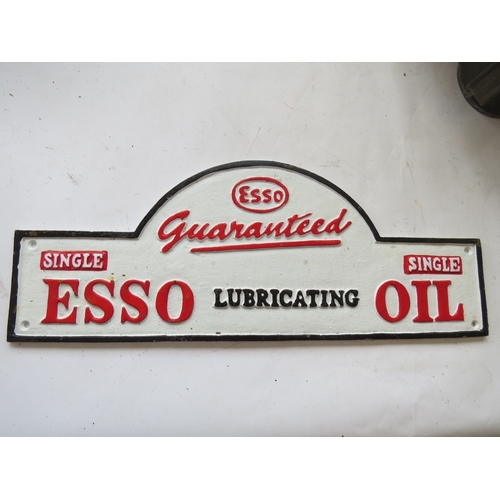 Esso
Guaranteed
SINGLE SINGLE
ESSO LUBRICATING OIL